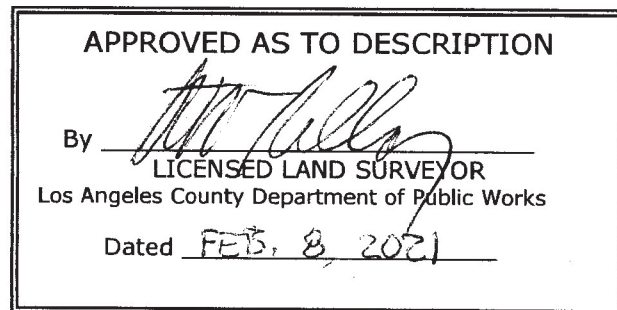 APPROVED AS TO DESCRIPTION
By
LICENSED LAND SURVEYOR
Los Angeles County Department of Public Works
Dated FEB. 8, 2021